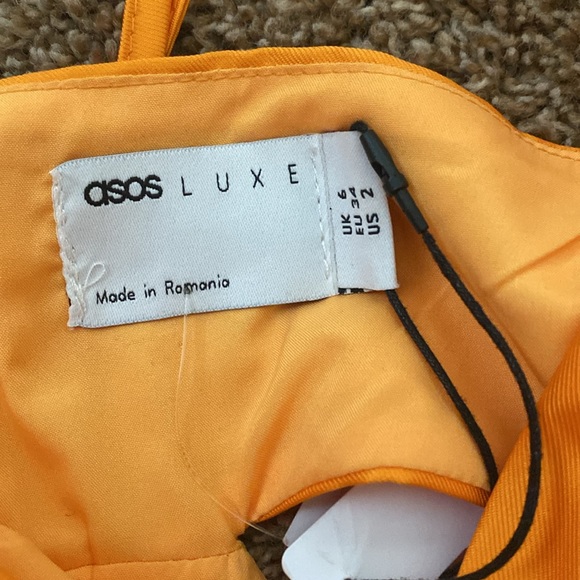 asos LUXE
Made in Romania
UK 6
EU 34
US 2